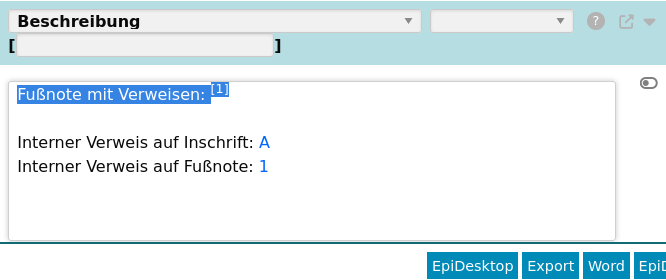 Beschreibung
?
[ ]
Fußnote mit Verweisen: [1]
Interner Verweis auf Inschrift: A
Interner Verweis auf Fußnote: 1
EpiDesktop Export Word EpiD